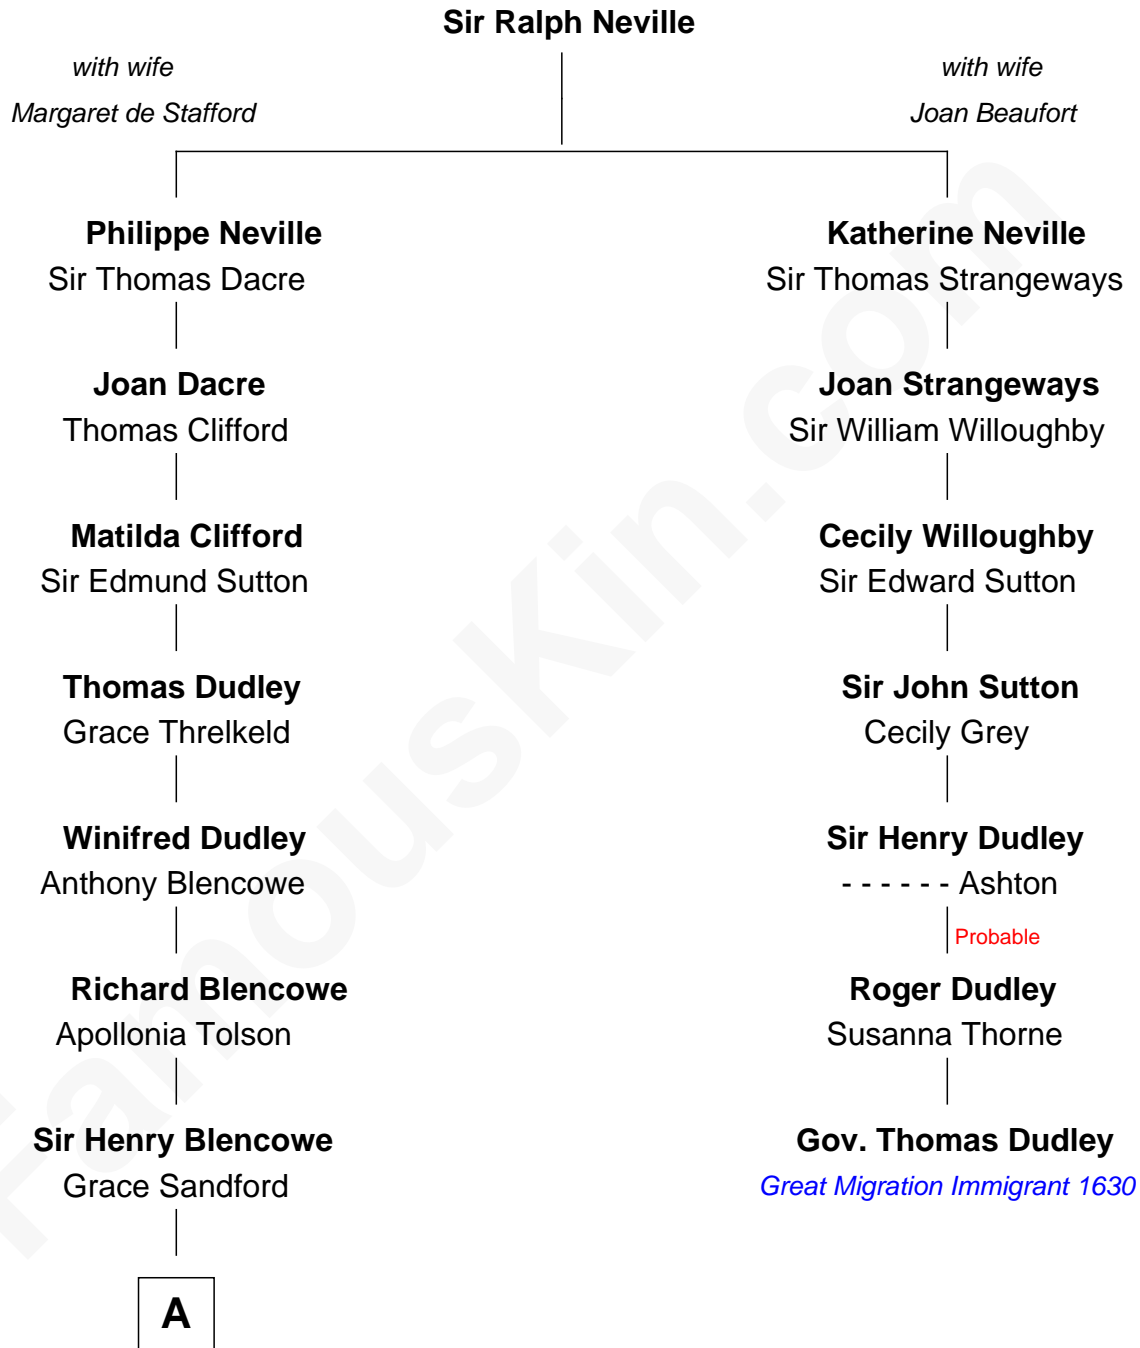 Sir Ralph Neville
with wife
Margaret de Stafford
with wife
Joan Beaufort
Philippe Neville
Sir Thomas Dacre
Katherine Neville
Sir Thomas Strangeways
Joan Dacre
Thomas Clifford
Joan Strangeways
Sir William Willoughby
Matilda Clifford
Sir Edmund Sutton
Cecily Willoughby
Sir Edward Sutton
Thomas Dudley
Grace Threlkeld
Sir John Sutton
Cecily Grey
Winifred Dudley
Anthony Blencowe
Sir Henry Dudley
- - - - - - Ashton
Probable
Richard Blencowe
Apollonia Tolson
Roger Dudley
Susanna Thorne
Sir Henry Blencowe
Grace Sandford
Gov. Thomas Dudley
Great Migration Immigrant 1630
A
FamousKin.com